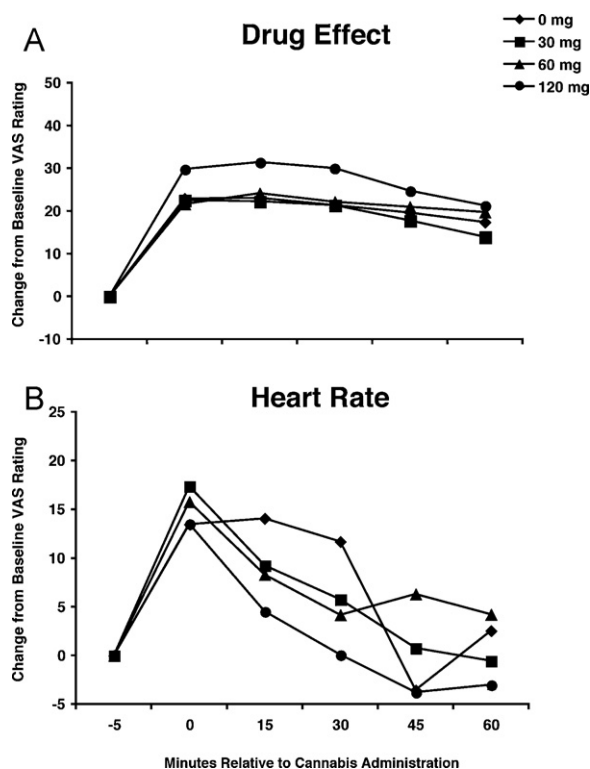 A
Drug Effect
0 mg
30 mg
60 mg
120 mg
Change from Baseline VAS Rating
50
40
30
20
10
0
-10
B
Heart Rate
Change from Baseline VAS Rating
25
20
15
10
5
0
-5
-5 0 15 30 45 60
Minutes Relative to Cannabis Administration